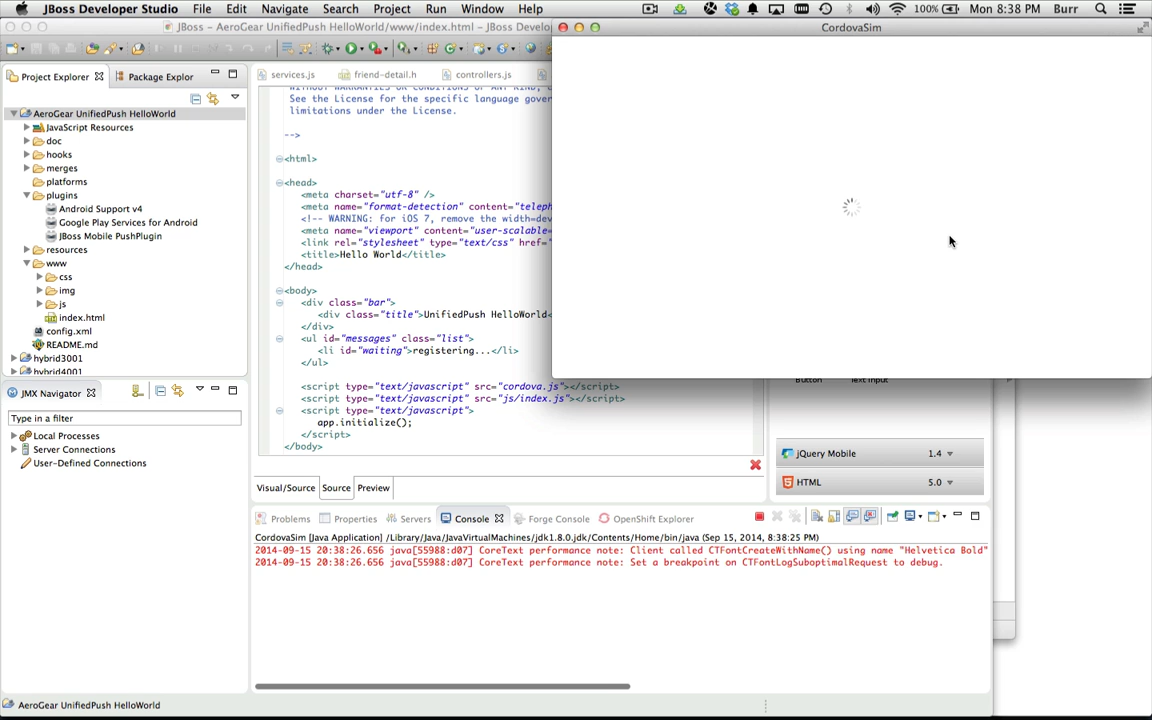 JBoss Developer Studio File Edit Navigate Search Project Run Window Help 100% Mon 8:38 PM Burr
JBoss - AeroGear UnifiedPush HelloWorld/www/index.html - JBoss Develo
CordovaSim
Project Explorer Package Explor
services.js friend-detail.h controllers.js
AeroGear UnifiedPush HelloWorld
JavaScript Resources
doc
hooks
merges
platforms
plugins
Android Support v4
Google Play Services for Android
JBoss Mobile PushPlugin
resources
www
css
img
js
index.html
config.xml
README.md
hybrid3001
hybrid4001
See the License for the specific language gover
limitations under the License.
-->
<html>
<head>
<meta charset="utf-8" />
<meta name="format-detection" content="teleph
<!-- WARNING: for iOS 7, remove the width=dev
<meta name="viewport" content="user-scalable=
<link rel="stylesheet" type="text/css" href="
<title>Hello World</title>
</head>
<body>
<div class="bar">
<div class="title">UnifiedPush HelloWorld<
</div>
<ul id="messages" class="list">
<li id="waiting">registering...</li>
</ul>
<script type="text/javascript" src="cordova.js"></script>
<script type="text/javascript" src="js/index.js"></script>
<script type="text/javascript">
app.initialize();
</script>
</body>
Visual/Source Source Preview
Button Text Input
jQuery Mobile 1.4
HTML 5.0
JMX Navigator
Type in a filter
Local Processes
Server Connections
User-Defined Connections
Problems Properties Servers Console Forge Console OpenShift Explorer
CordovaSim [Java Application] /Library/Java/JavaVirtualMachines/jdk1.8.0.jdk/Contents/Home/bin/java (Sep 15, 2014, 8:38:25 PM)
2014-09-15 20:38:26.656 java[55988:d07] CoreText performance note: Client called CTFontCreateWithName() using name "Helvetica Bold"
2014-09-15 20:38:26.656 java[55988:d07] CoreText performance note: Set a breakpoint on CTFontLogSuboptimalRequest to debug.
AeroGear UnifiedPush HelloWorld